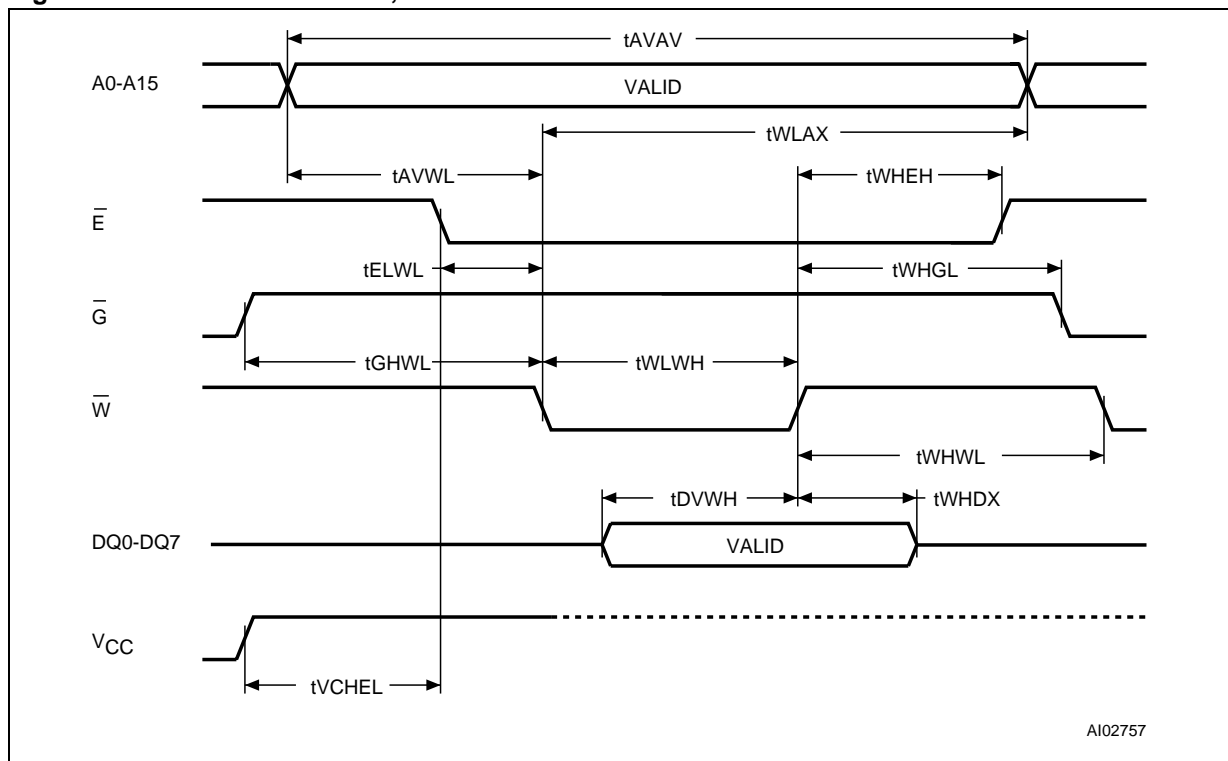 tAVAV
A0-A15
VALID
tWLAX
tAVWL
tWHEH
E
tELWL
tWHGL
G
tGHWL
tWLWH
W
tWHWL
tDVWH
tWHDX
DQ0-DQ7
VALID
VCC
tVCHEL
AI02757